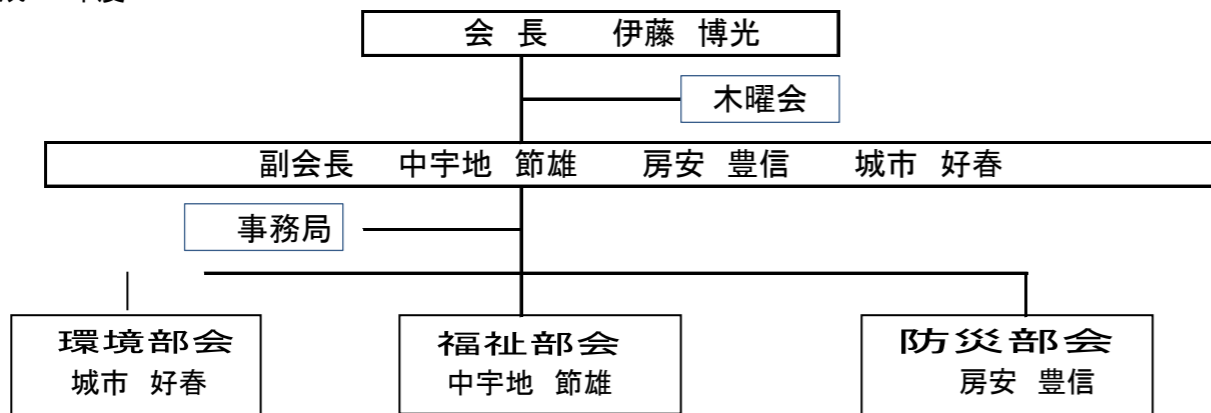 会 長 伊藤 博光
木曜会
副会長 中宇地 節雄 房安 豊信 城市 好春
事務局
環境部会 福祉部会 防災部会
城市 好春 中宇地 節雄 房安 豊信